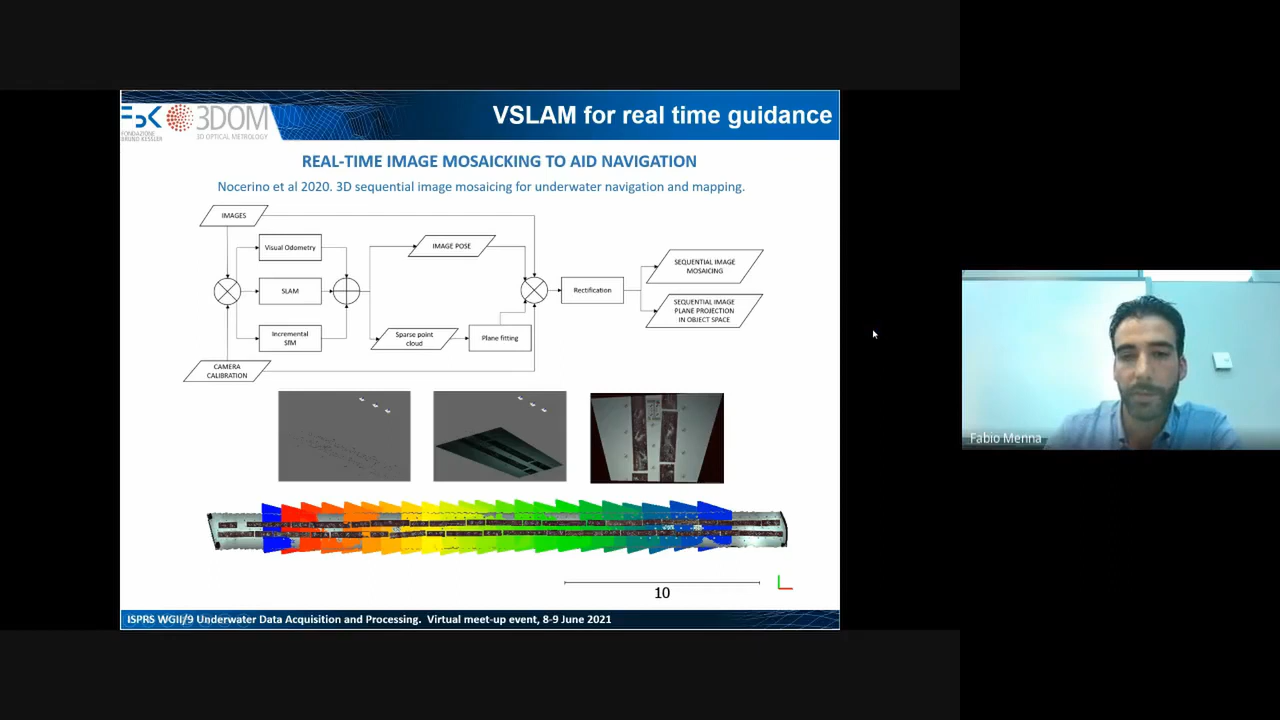 FBK
FONDAZIONE
BRUNO KESSLER
3DOM
3D OPTICAL METROLOGY
VSLAM for real time guidance
REAL-TIME IMAGE MOSAICKING TO AID NAVIGATION
Nocerino et al 2020. 3D sequential image mosaicing for underwater navigation and mapping.
IMAGES
Visual Odometry
IMAGE POSE
SEQUENTIAL IMAGE
MOSAICING
SLAM
Rectification
SEQUENTIAL IMAGE
PLANE PROJECTION
IN OBJECT SPACE
Incremental
SfM
Sparse point
cloud
Plane fitting
CAMERA
CALIBRATION
10
ISPRS WGII/9 Underwater Data Acquisition and Processing. Virtual meet-up event, 8-9 June 2021
Fabio Menna